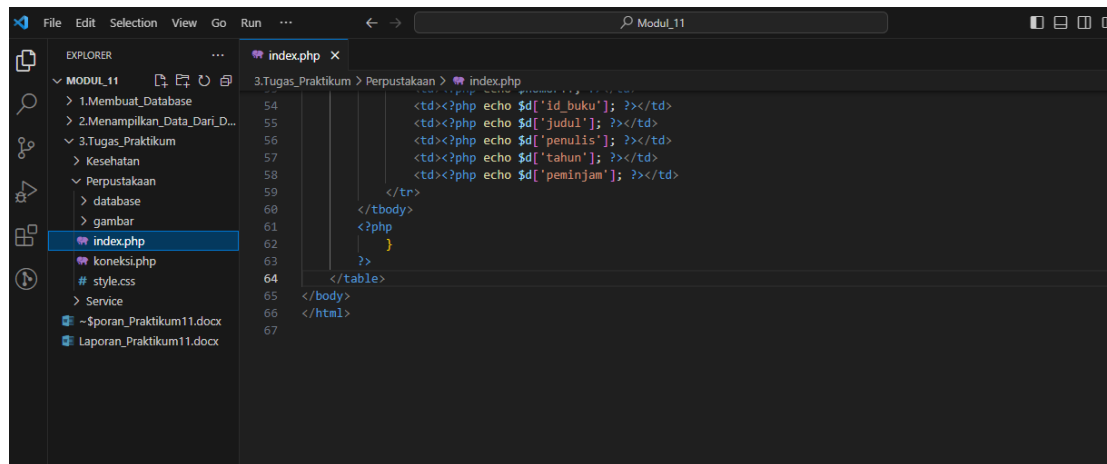 File Edit Selection View Go Run ··· Modul_11
EXPLORER ···
MODUL_11
1.Membuat_Database
2.Menampilkan_Data_Dari_D...
3.Tugas_Praktikum
Kesehatan
Perpustakaan
database
gambar
index.php
koneksi.php
# style.css
Service
~$poran_Praktikum11.docx
Laporan_Praktikum11.docx
index.php ×
3.Tugas_Praktikum > Perpustakaan > index.php
54 <td><?php echo $d['id_buku']; ?></td>
55 <td><?php echo $d['judul']; ?></td>
56 <td><?php echo $d['penulis']; ?></td>
57 <td><?php echo $d['tahun']; ?></td>
58 <td><?php echo $d['peminjam']; ?></td>
59 </tr>
60 </tbody>
61 <?php
62 }
63 ?>
64 </table>
65 </body>
66 </html>
67